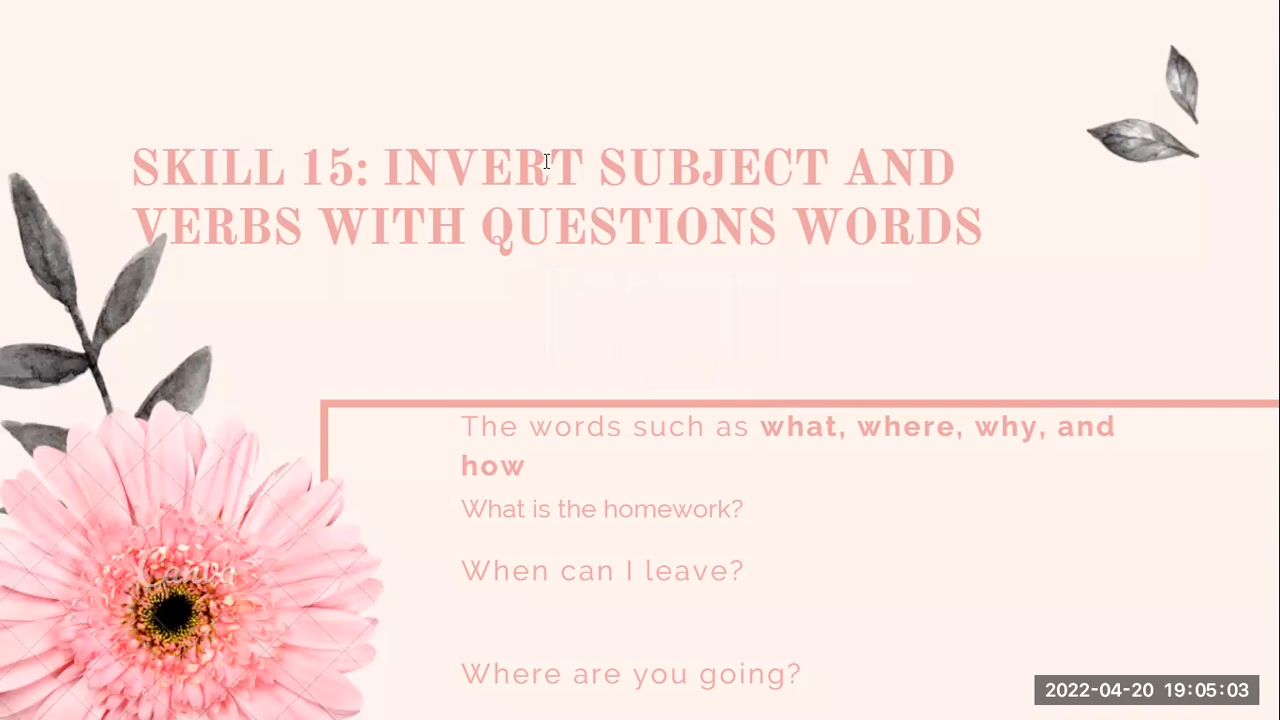 SKILL 15: INVERT SUBJECT AND
VERBS WITH QUESTIONS WORDS
The words such as what, where, why, and
how
What is the homework?
When can I leave?
Where are you going?
Canva
2022-04-20 19:05:03